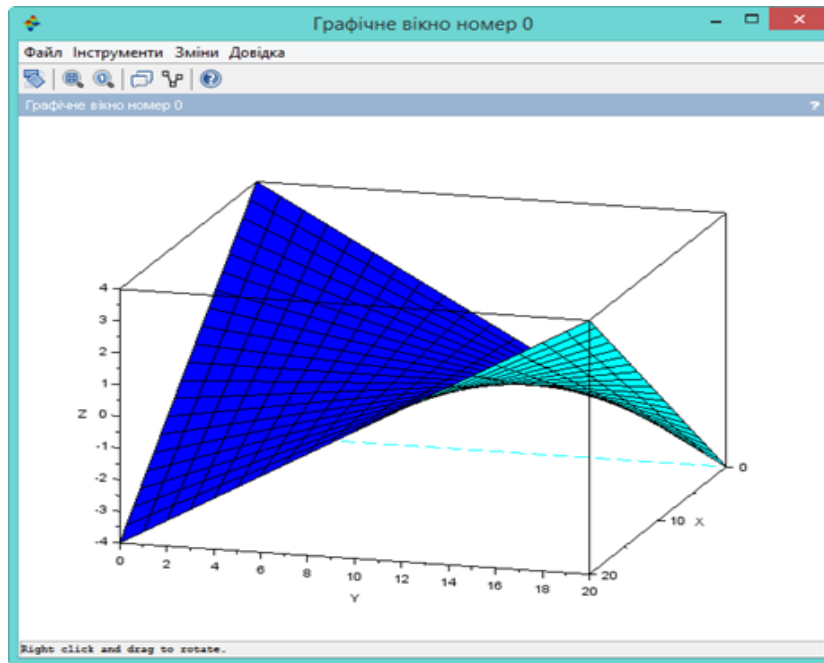 Графічне вікно номер 0
Файл Інструменти Зміни Довідка
Графічне вікно номер 0
?
4
3
2
1
Z 0
-1
-2
-3
-4
0 2 4 6 8 10 12 14 16 18 20
Y
0
10 X
20
Right click and drag to rotate.